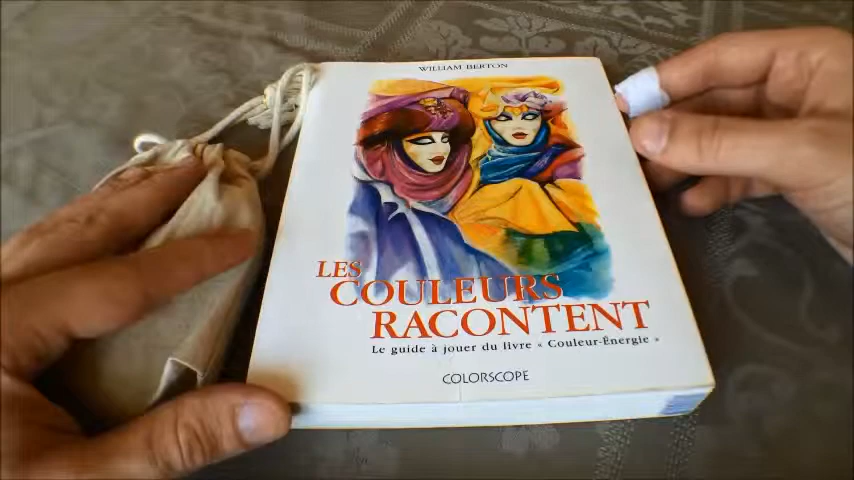 WILLIAM BERTON
LES
COULEURS
RACONTENT
Le guide à jouer du livre « Couleur-Énergie »
COLORSCOPE